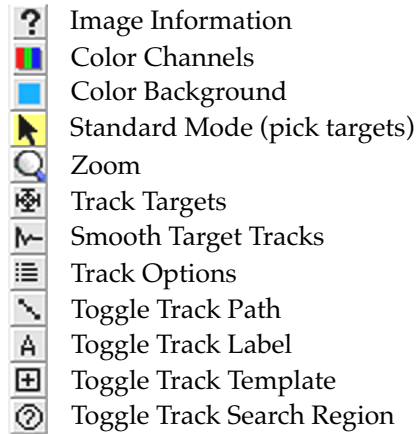 ? Image Information
Color Channels
Color Background
Standard Mode (pick targets)
Zoom
Track Targets
Smooth Target Tracks
Track Options
Toggle Track Path
A Toggle Track Label
Toggle Track Template
? Toggle Track Search Region